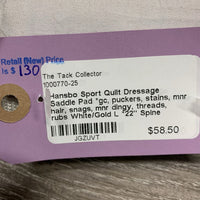 Retail (New) Price
Is $ 130
The Tack Collector
1000770-25
Hansbo Sport Quilt Dressage
Saddle Pad *gc, puckers, stains, mnr
hair, snags, mnr dingy, threads,
rubs White/Gold L *22" Spine
JGZUVT
$58.50